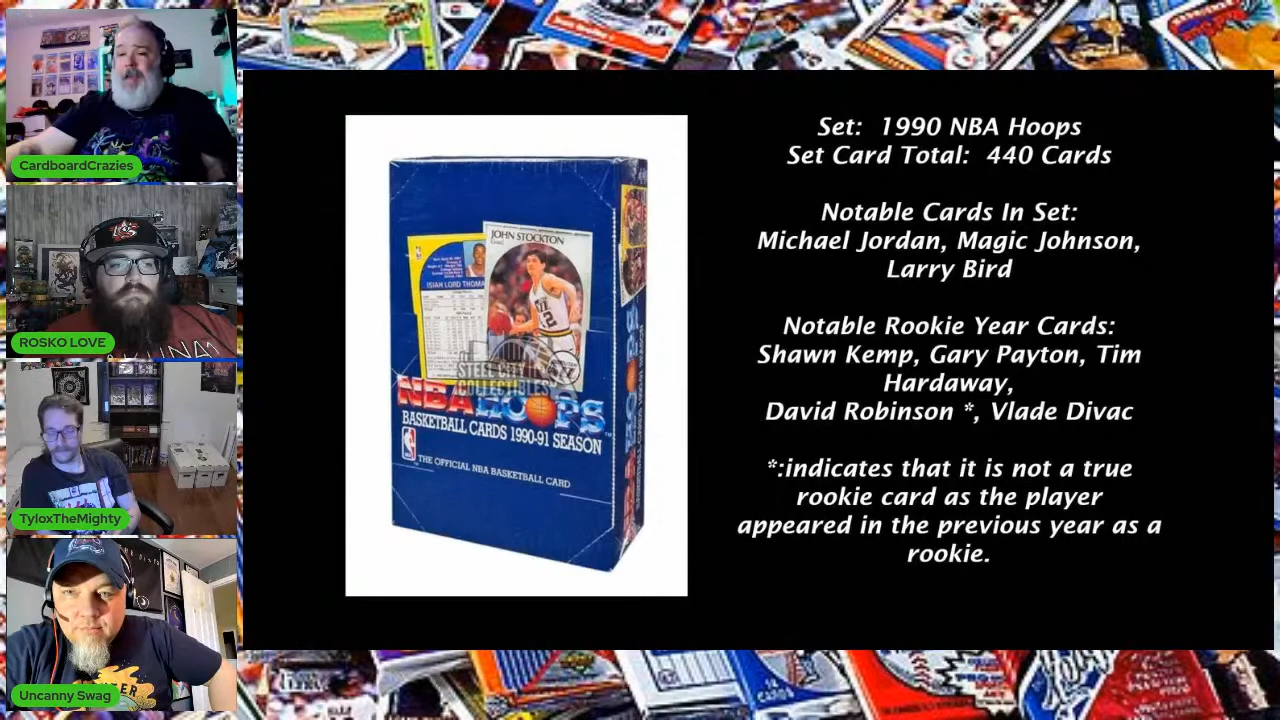 CardboardCrazies
ROSKO LOVE
TyloxTheMighty
Uncanny Swag
JOHN STOCKTON
ISIAH LORD THOMA
STEEL CITY
COLLECTIBLES
NBA HOOPS
BASKETBALL CARDS 1990-91 SEASON
THE OFFICIAL NBA BASKETBALL CARD
Set: 1990 NBA Hoops
Set Card Total: 440 Cards
Notable Cards In Set:
Michael Jordan, Magic Johnson,
Larry Bird
Notable Rookie Year Cards:
Shawn Kemp, Gary Payton, Tim
Hardaway,
David Robinson *, Vlade Divac
*:indicates that it is not a true
rookie card as the player
appeared in the previous year as a
rookie.